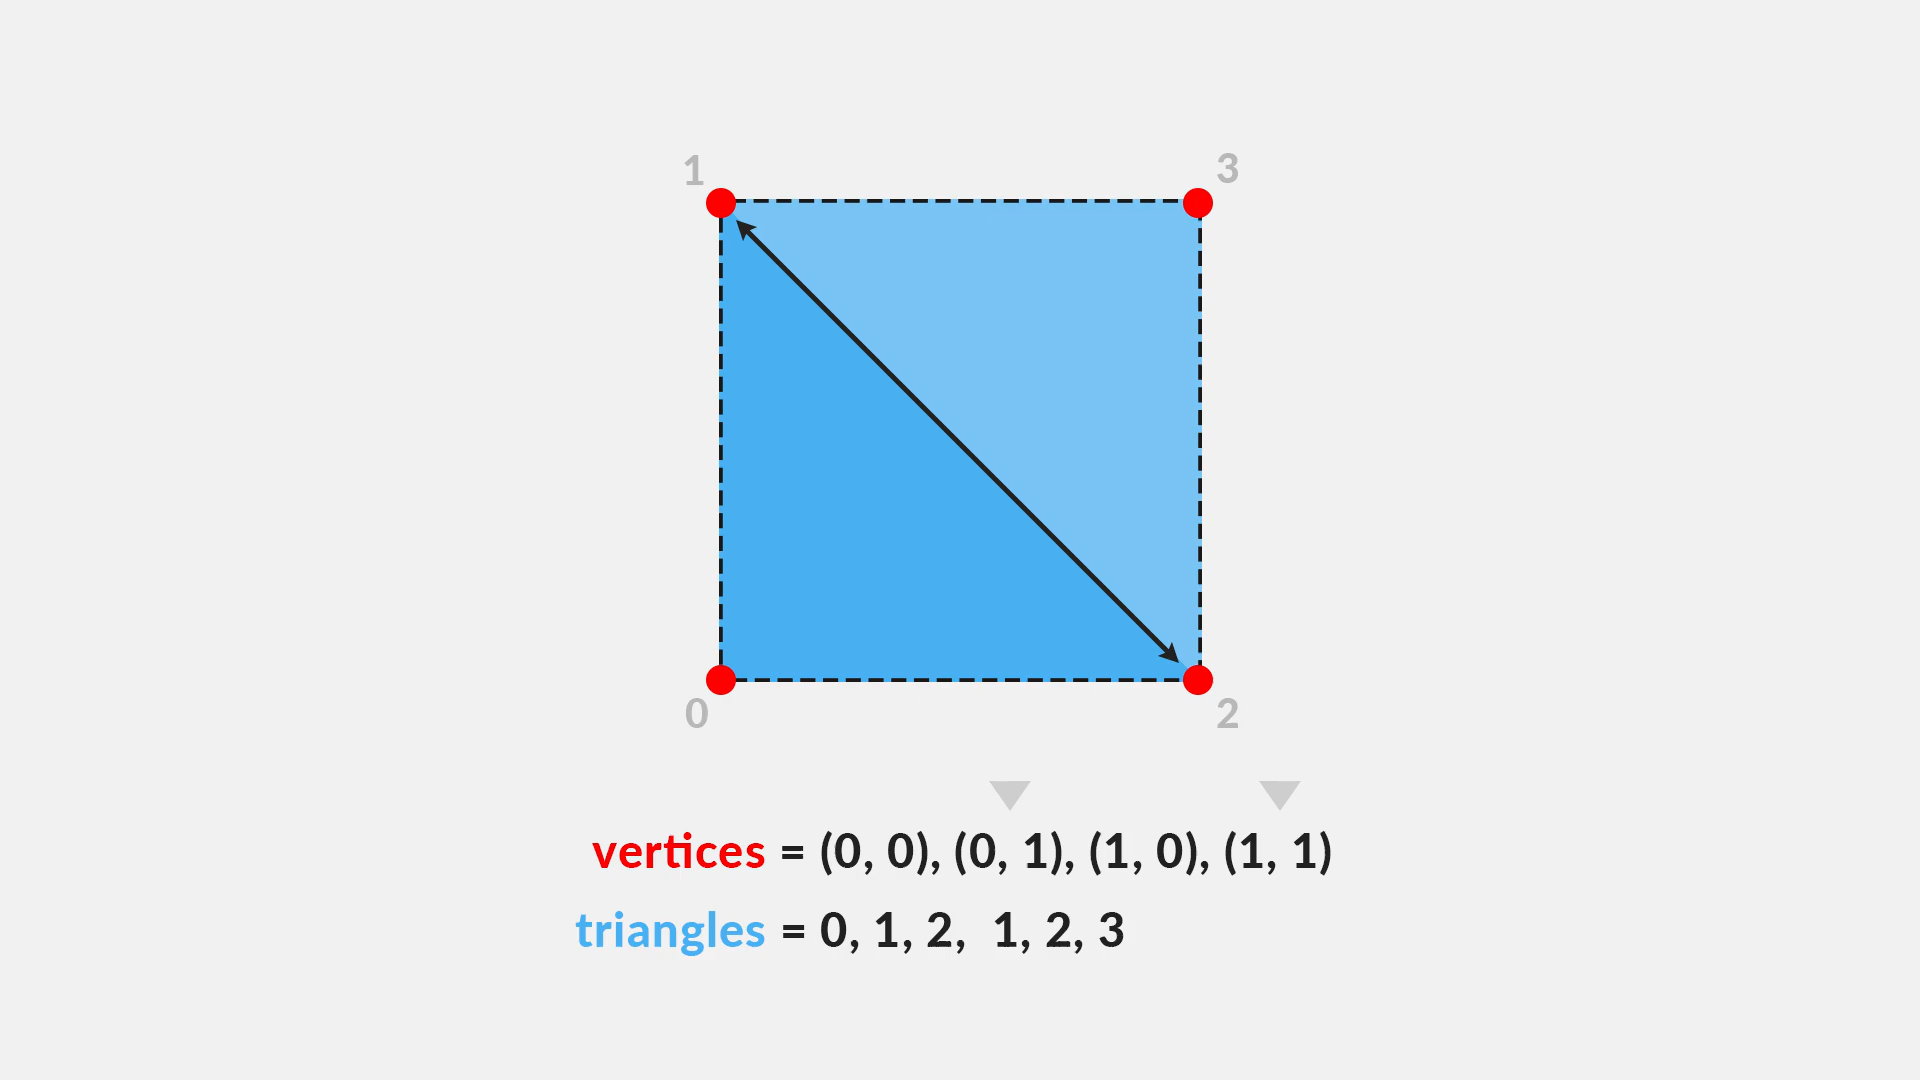 1
3
0
2
vertices = (0, 0), (0, 1), (1, 0), (1, 1)
triangles = 0, 1, 2, 1, 2, 3